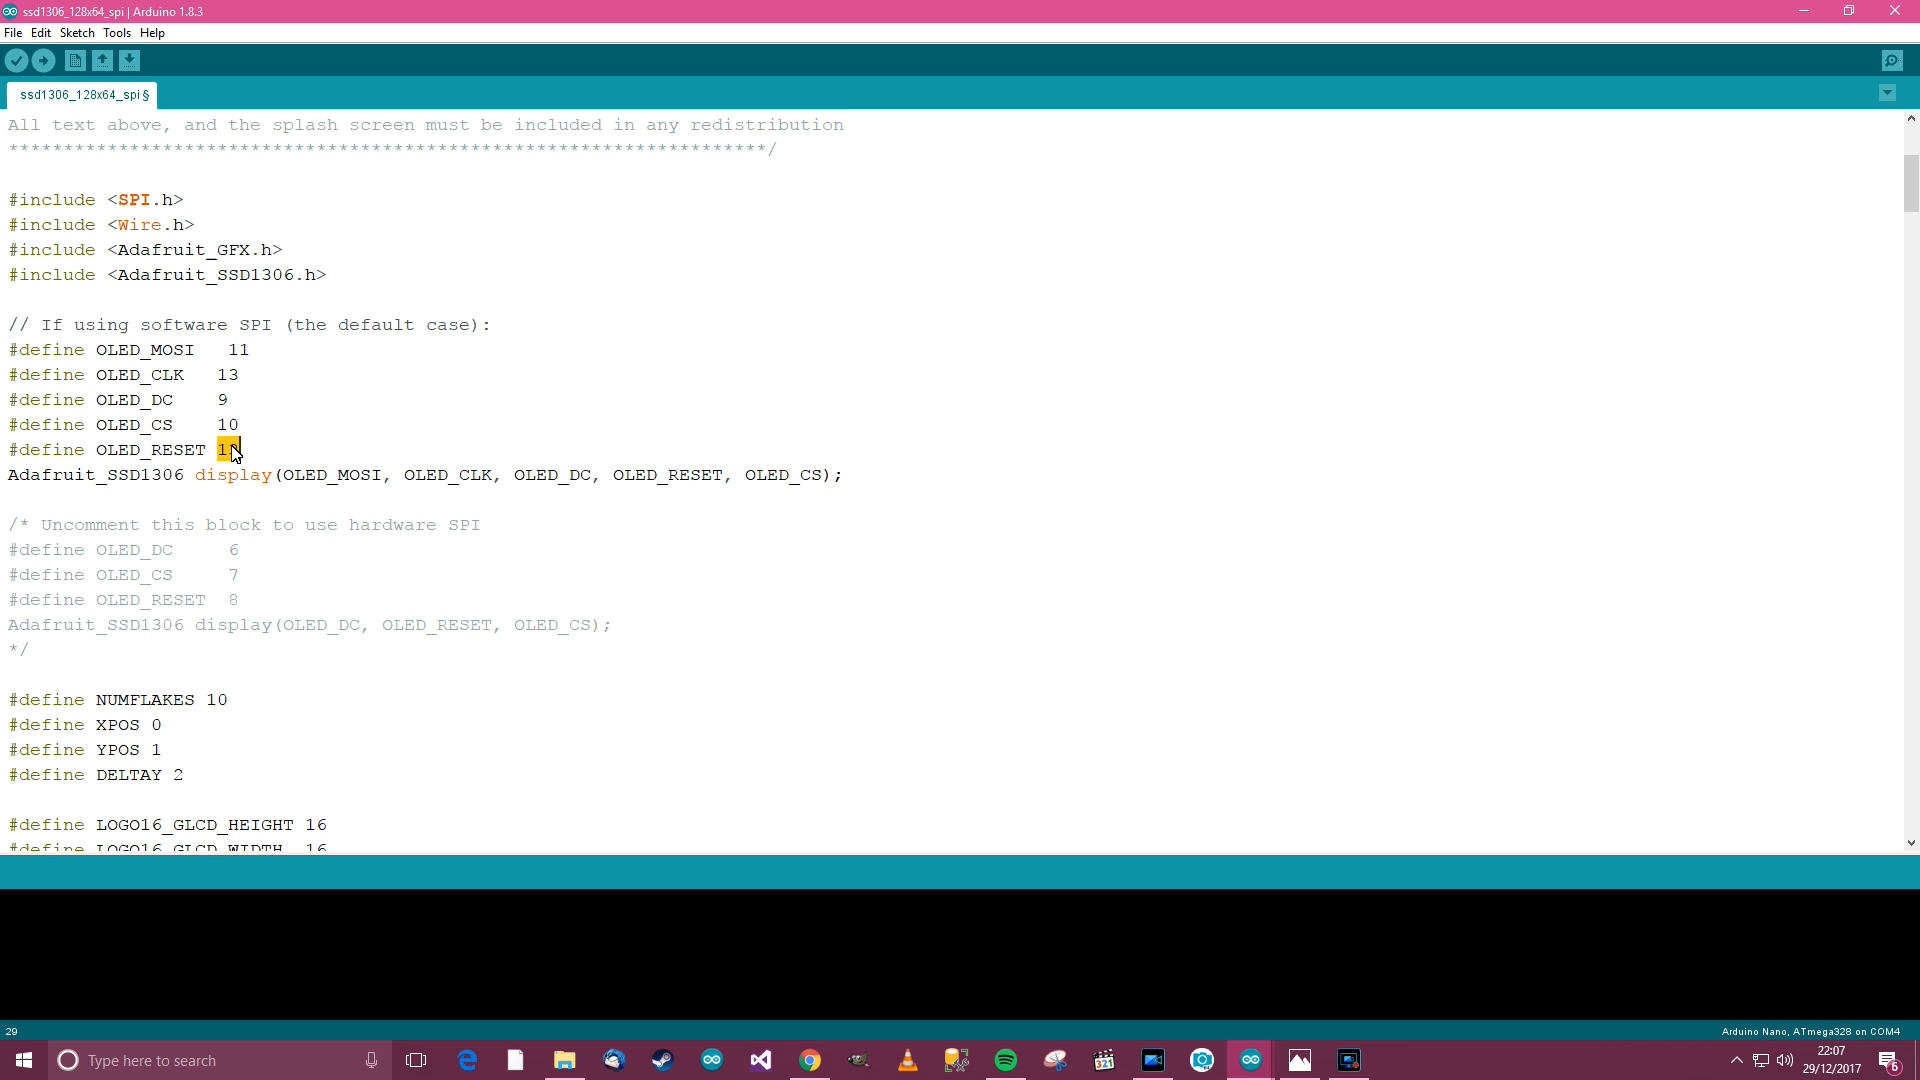 ssd1306_128x64_spi | Arduino 1.8.3
File Edit Sketch Tools Help
ssd1306_128x64_spi §
All text above, and the splash screen must be included in any redistribution
*********************************************************************/
#include <SPI.h>
#include <Wire.h>
#include <Adafruit_GFX.h>
#include <Adafruit_SSD1306.h>
// If using software SPI (the default case):
#define OLED_MOSI   11
#define OLED_CLK   13
#define OLED_DC    9
#define OLED_CS    10
#define OLED_RESET
Adafruit_SSD1306 display(OLED_MOSI, OLED_CLK, OLED_DC, OLED_RESET, OLED_CS);
/* Uncomment this block to use hardware SPI
#define OLED_DC     6
#define OLED_CS     7
#define OLED_RESET  8
Adafruit_SSD1306 display(OLED_DC, OLED_RESET, OLED_CS);
*/
#define NUMFLAKES 10
#define XPOS 0
#define YPOS 1
#define DELTAY 2
#define LOGO16_GLCD_HEIGHT 16
#define LOGO16_GLCD_WIDTH  16
29
Arduino Nano, ATmega328 on COM4
Type here to search
321
22:07
29/12/2017
6